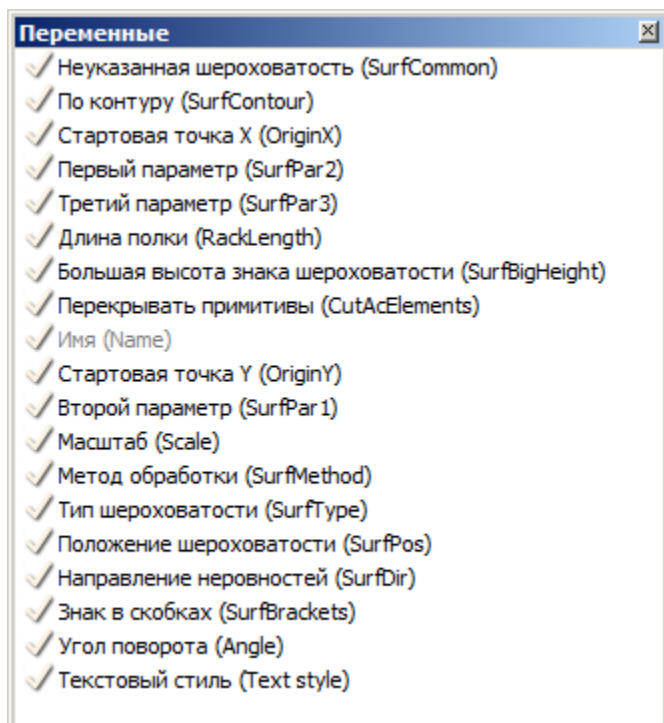 Переменные
Неуказанная шероховатость (SurfCommon)
По контуру (SurfContour)
Стартовая точка X (OriginX)
Первый параметр (SurfPar2)
Третий параметр (SurfPar3)
Длина полки (RackLength)
Большая высота знака шероховатости (SurfBigHeight)
Перекрывать примитивы (CutAcElements)
Имя (Name)
Стартовая точка Y (OriginY)
Второй параметр (SurfPar1)
Масштаб (Scale)
Метод обработки (SurfMethod)
Тип шероховатости (SurfType)
Положение шероховатости (SurfPos)
Направление неровностей (SurfDir)
Знак в скобках (SurfBrackets)
Угол поворота (Angle)
Текстовый стиль (Text style)